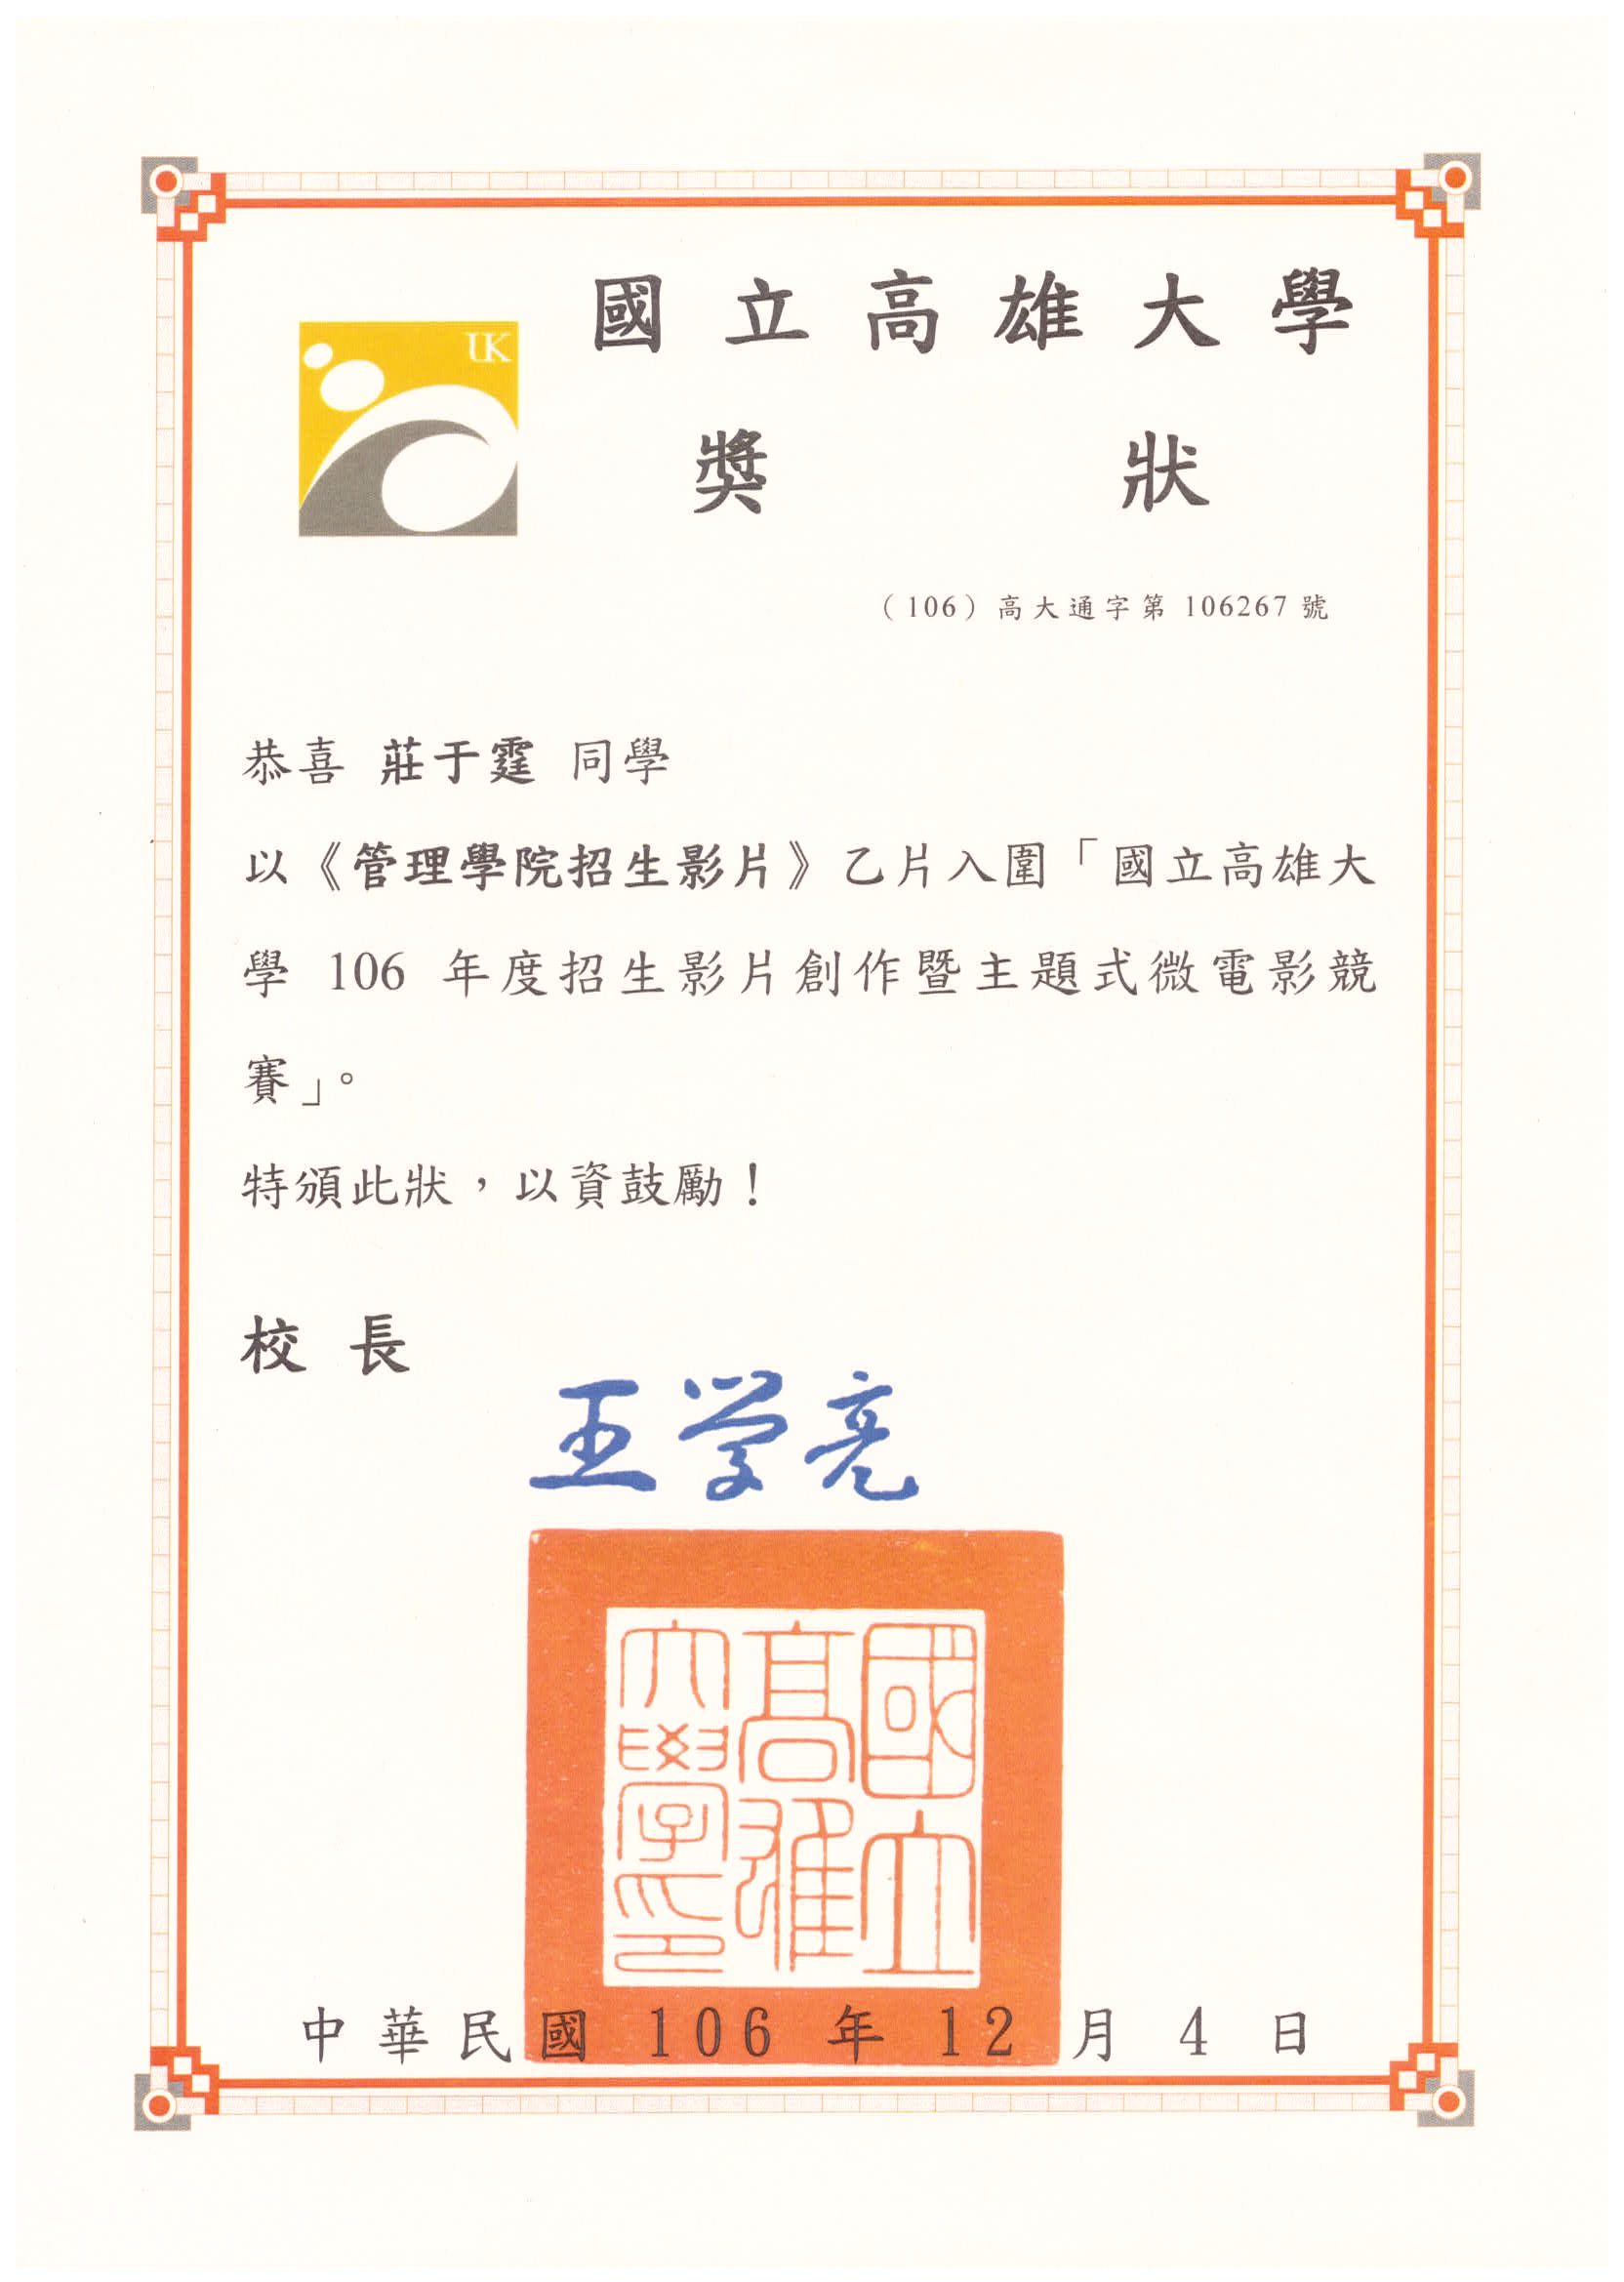 國立高雄大學
UK
獎狀
（106）高大通字第 106267 號
恭喜 莊于霆 同學
以《管理學院招生影片》乙片入圍「國立高雄大
學 106 年度招生影片創作暨主題式微電影競
賽」。
特頒此狀，以資鼓勵！
校長
王学亮
國立
高雄
大學印
中華民國 106 年 12 月 4 日